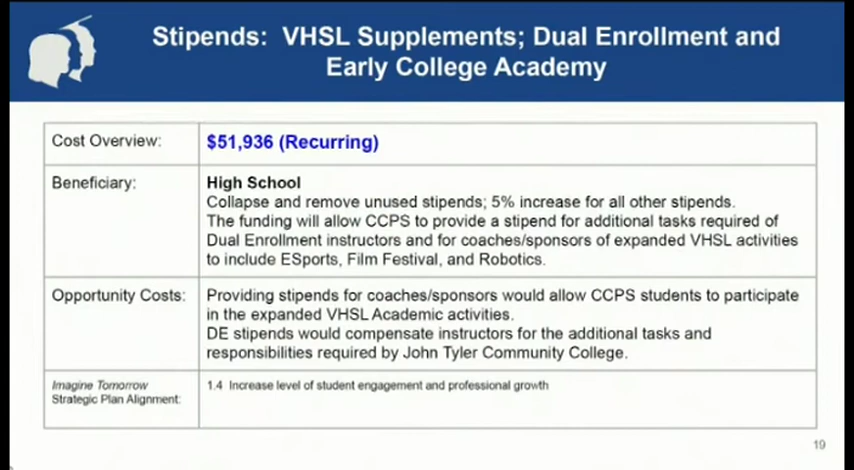 Stipends: VHSL Supplements; Dual Enrollment and
Early College Academy
Cost Overview:
$51,936 (Recurring)
Beneficiary:
High School
Collapse and remove unused stipends; 5% increase for all other stipends.
The funding will allow CCPS to provide a stipend for additional tasks required of
Dual Enrollment instructors and for coaches/sponsors of expanded VHSL activities
to include ESports, Film Festival, and Robotics.
Opportunity Costs:
Providing stipends for coaches/sponsors would allow CCPS students to participate
in the expanded VHSL Academic activities.
DE stipends would compensate instructors for the additional tasks and
responsibilities required by John Tyler Community College.
Imagine Tomorrow
Strategic Plan Alignment:
1.4 Increase level of student engagement and professional growth
19